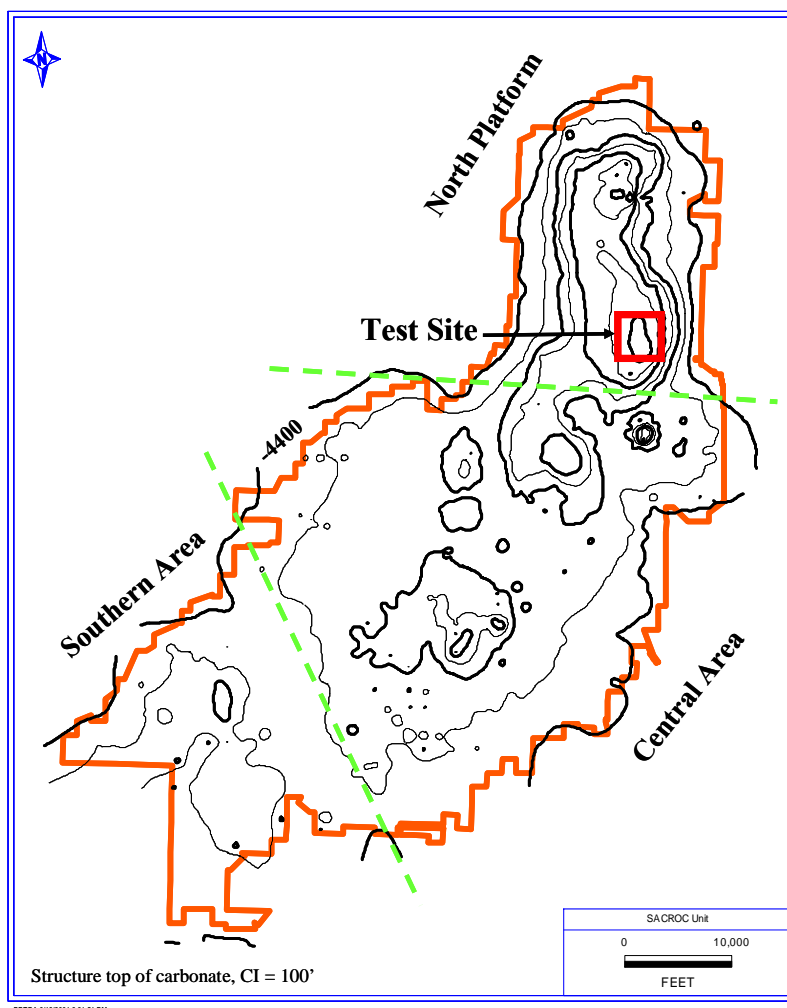 N
North Platform
Test Site
-4400
Southern Area
Central Area
SACROC Unit
0 10,000
FEET
Structure top of carbonate, CI = 100’